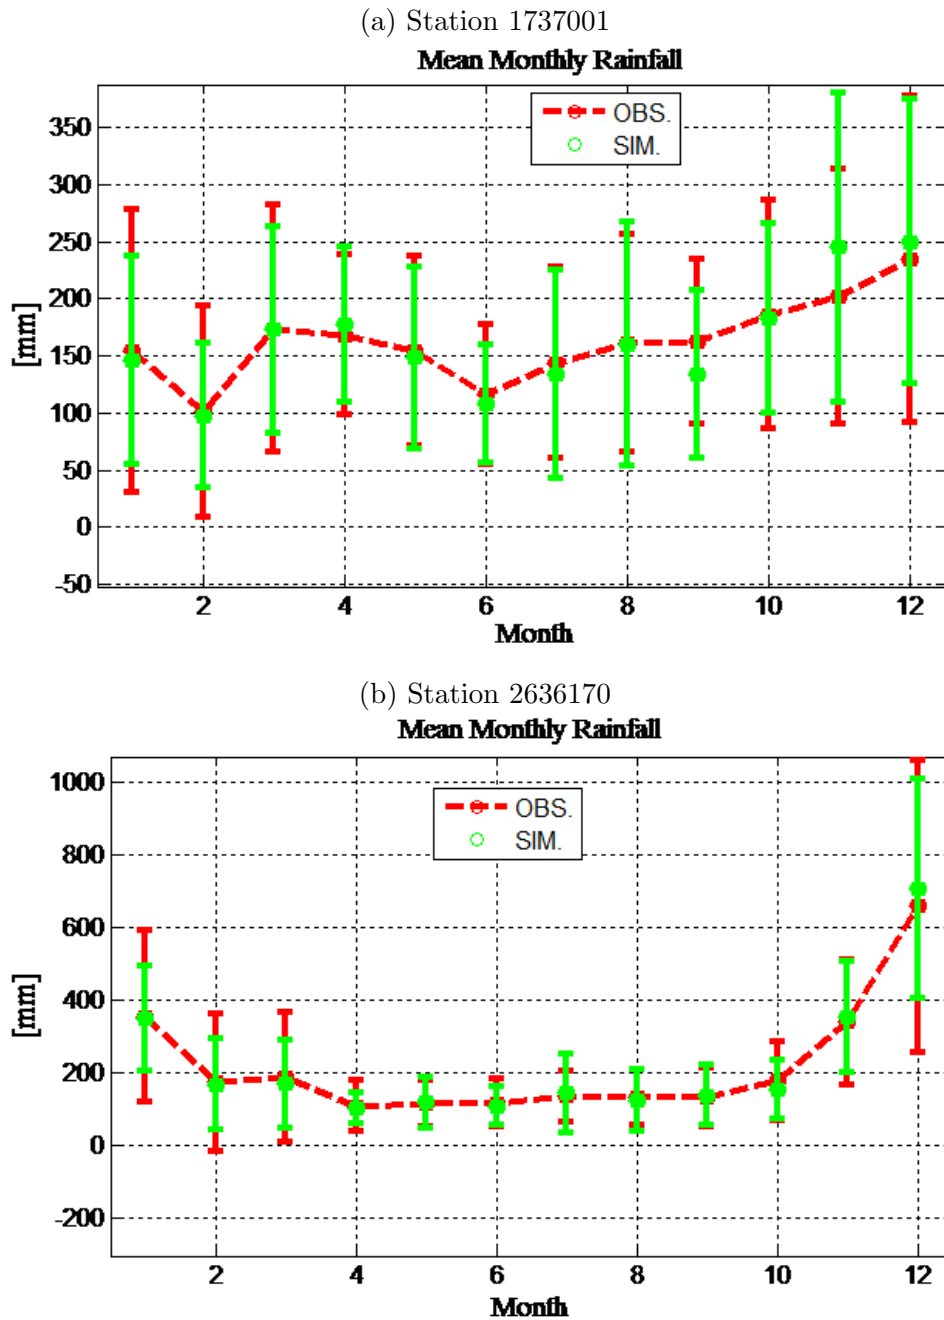 (a) Station 1737001
Mean Monthly Rainfall
OBS.
SIM.
350
300
250
200
150
100
50
0
-50
[mm]
2 4 6 8 10 12
Month
(b) Station 2636170
Mean Monthly Rainfall
OBS.
SIM.
1000
800
600
400
200
0
-200
[mm]
2 4 6 8 10 12
Month